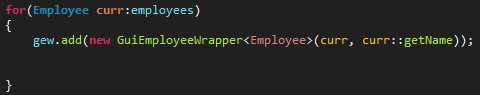 for(Employee curr:employees)
{
gew.add(new GuiEmployeeWrapper<Employee>(curr, curr::getName));
}